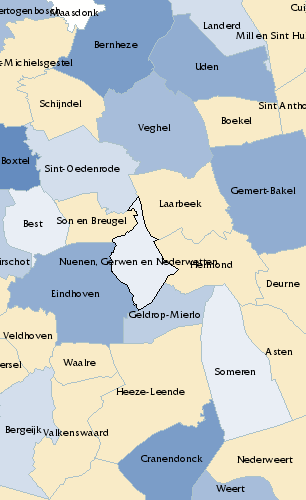 ertogenbosch
Maasdonk
Cui
Landerd
Mill en Sint Hu
Bernheze
-Michielsgestel
Uden
Schijndel
Sint Antho
Boekel
Veghel
Boxtel
Sint-Oedenrode
Gemert-Bakel
Laarbeek
Best
Son en Breugel
irschot
Nuenen, Gerwen en Nederwetten
Helmond
Deurne
Eindhoven
Geldrop-Mierlo
Veldhoven
Asten
ersel
Waalre
Someren
Heeze-Leende
Bergeijk
Valkenswaard
Cranendonck
Nederweert
Weert